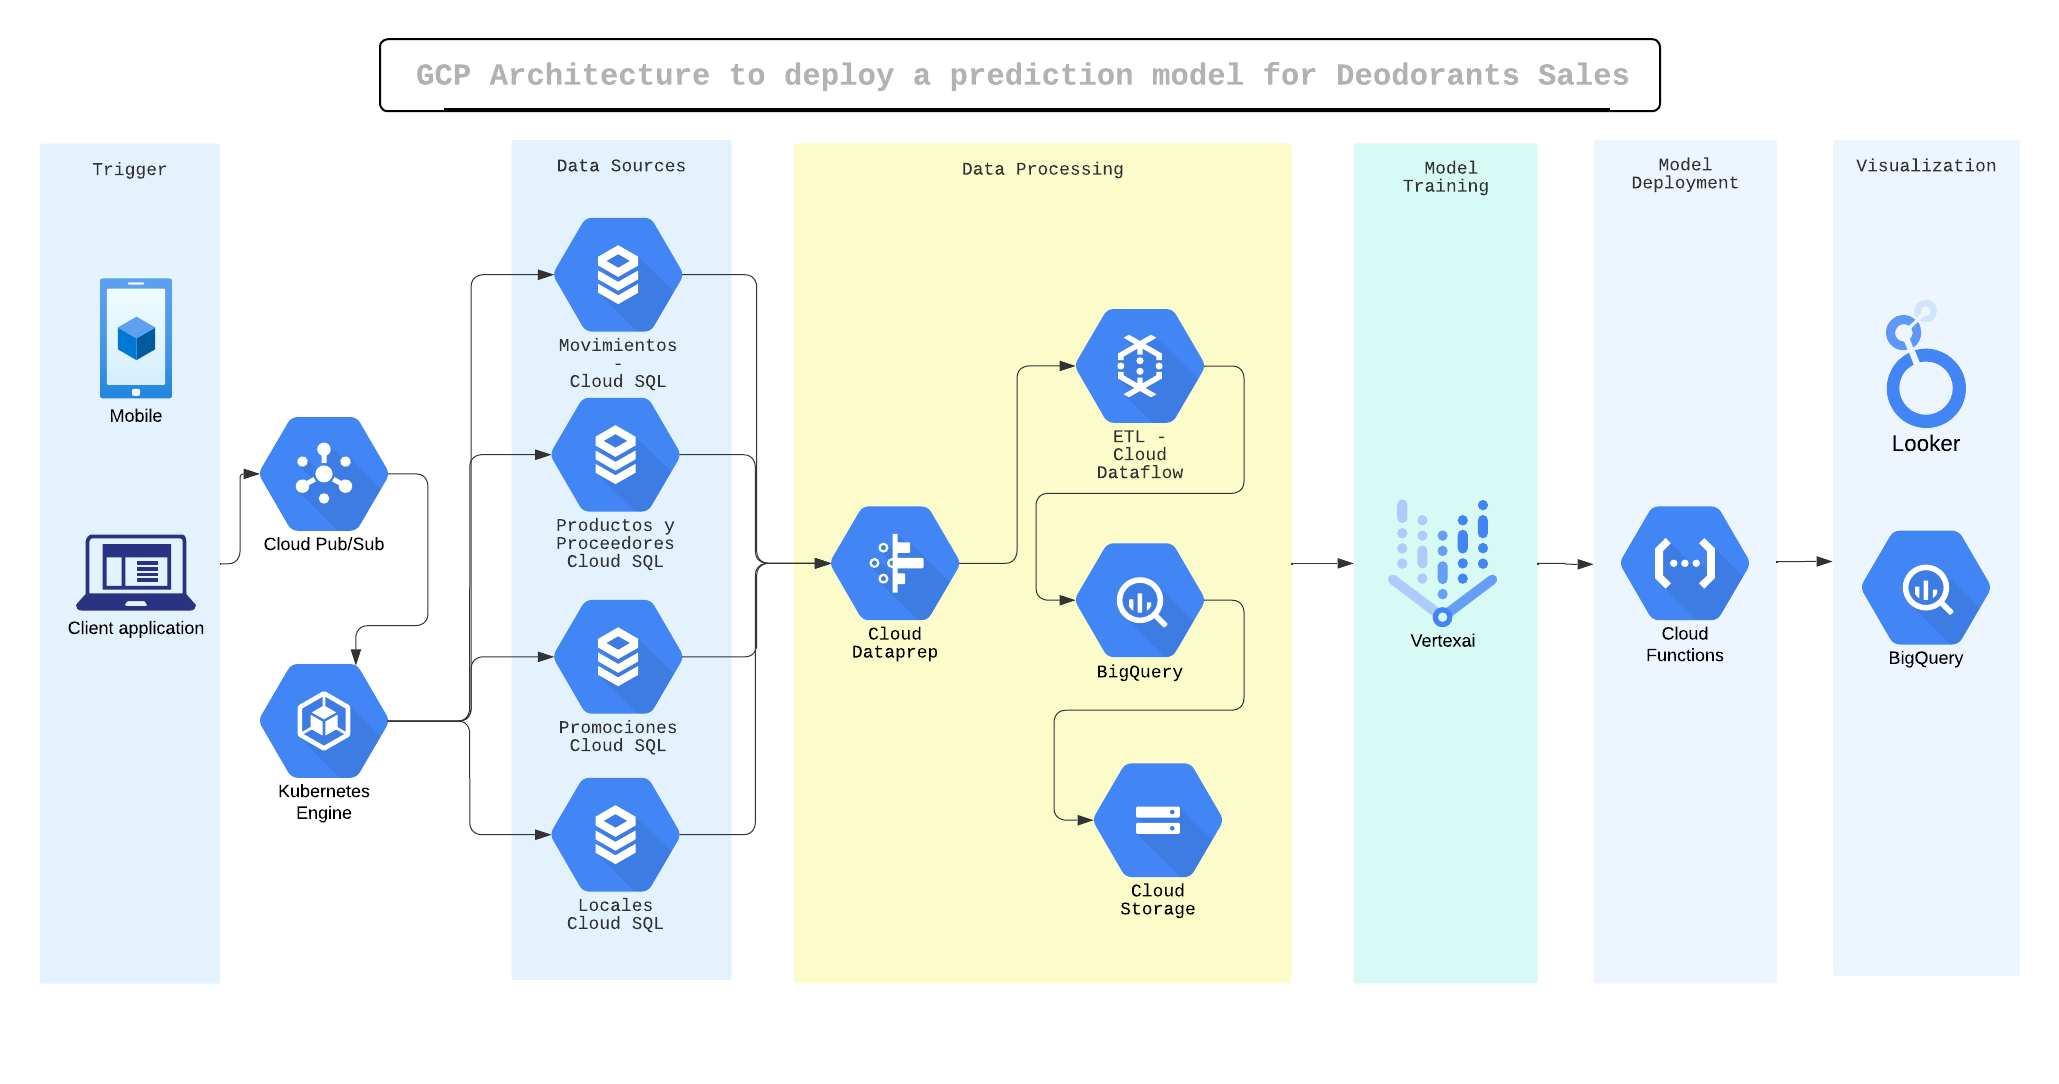 GCP Architecture to deploy a prediction model for Deodorants Sales
Trigger
Mobile
Client application
Cloud Pub/Sub
Kubernetes
Engine
Data Sources
Movimientos
-
Cloud SQL
Productos y
Proceedores
Cloud SQL
Promociones
Cloud SQL
Locales
Cloud SQL
Data Processing
Cloud
Dataprep
ETL -
Cloud
Dataflow
BigQuery
Cloud
Storage
Model
Training
Vertexai
Model
Deployment
Cloud
Functions
Visualization
Looker
BigQuery